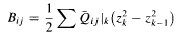 B_{ij} = \frac{1}{2} \sum \bar{Q}_{ij}|_k (z_k^2 - z_{k-1}^2)